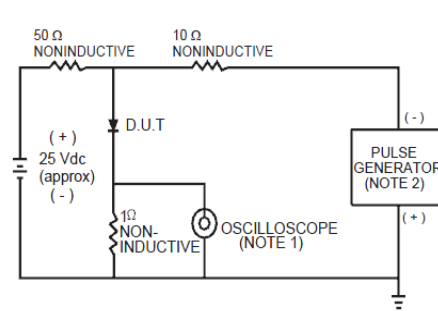 50 Ω
NONINDUCTIVE
10 Ω
NONINDUCTIVE
D.U.T
(+)
25 Vdc
(approx)
(-)
1Ω
NON-
INDUCTIVE
OSCILLOSCOPE
(NOTE 1)
(-)
PULSE
GENERATOR
(NOTE 2)
(+)